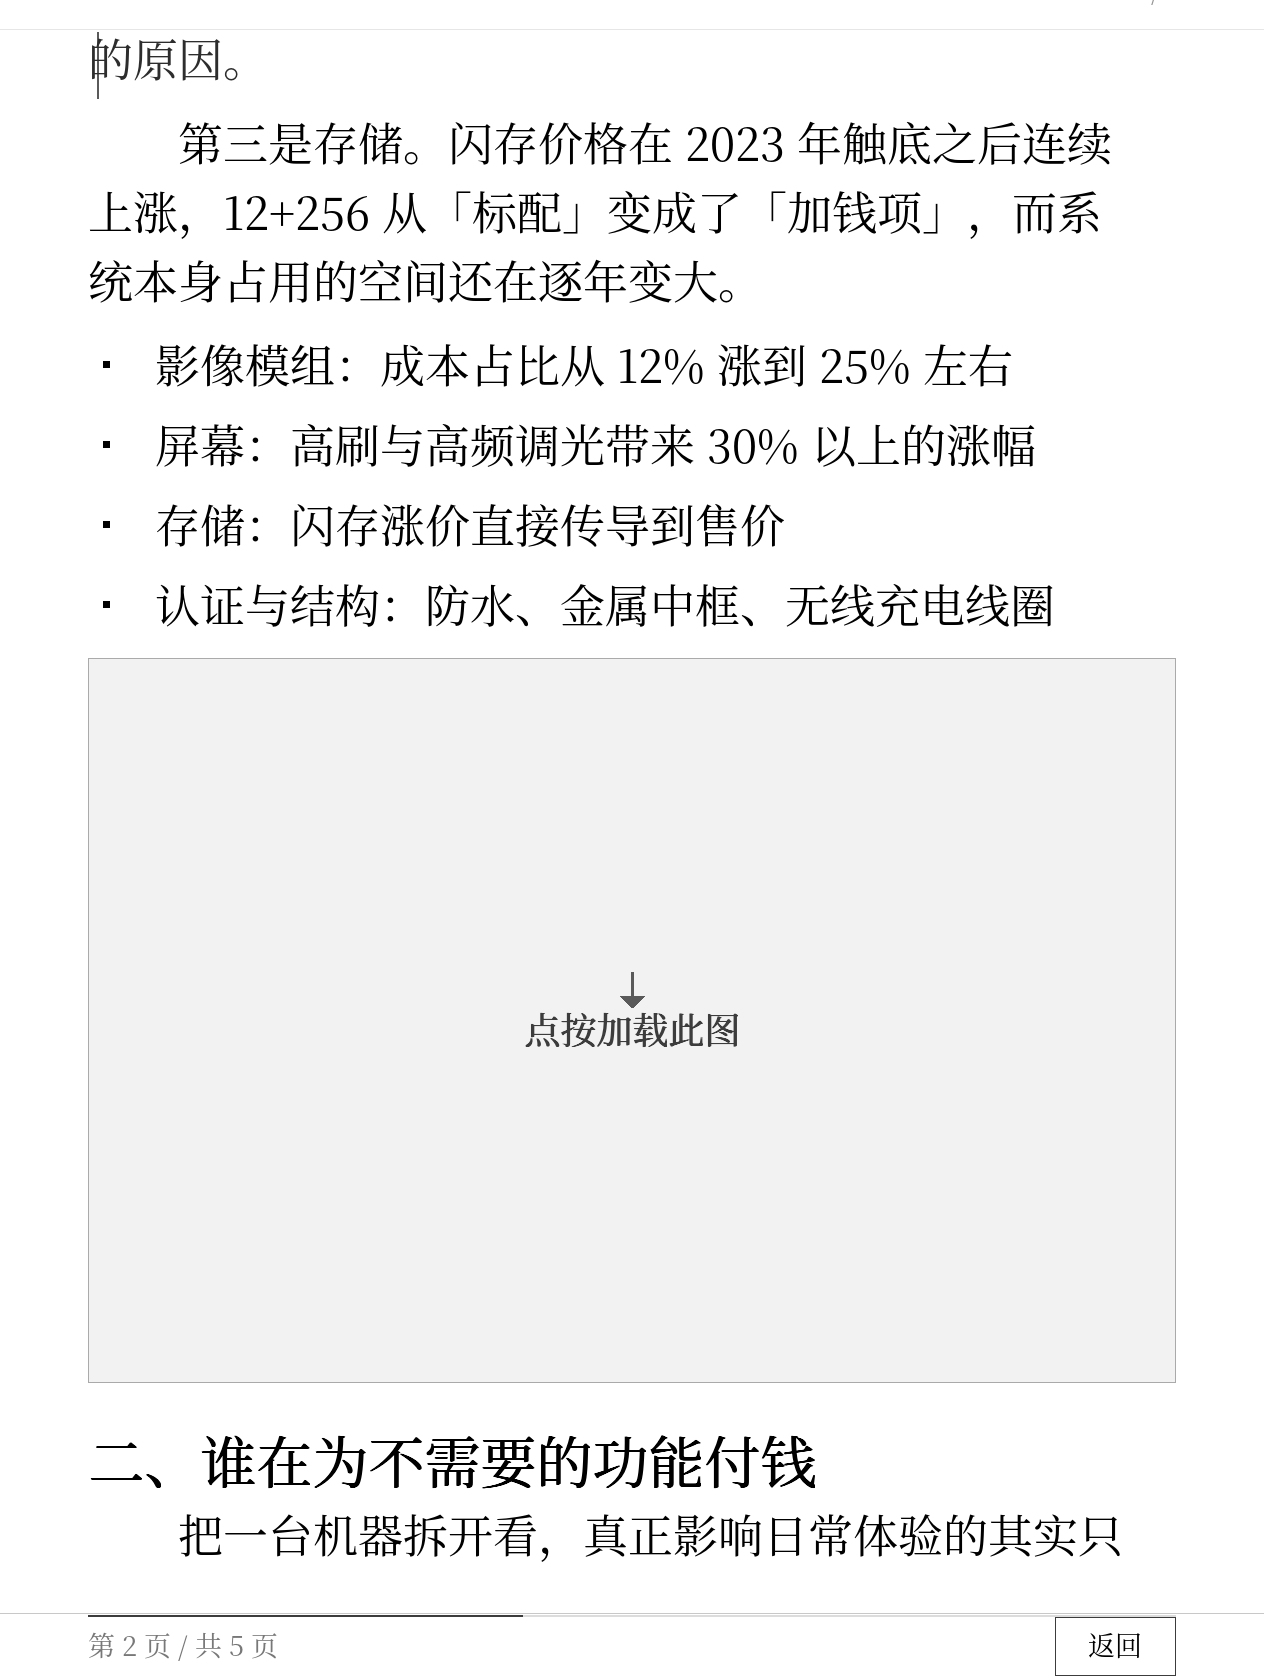 的原因。
第三是存储。闪存价格在 2023 年触底之后连续
上涨，12+256 从「标配」变成了「加钱项」，而系
统本身占用的空间还在逐年变大。
▪ 影像模组：成本占比从 12% 涨到 25% 左右
▪ 屏幕：高刷与高频调光带来 30% 以上的涨幅
▪ 存储：闪存涨价直接传导到售价
▪ 认证与结构：防水、金属中框、无线充电线圈
点按加载此图
二、谁在为不需要的功能付钱
把一台机器拆开看，真正影响日常体验的其实只
第 2 页 / 共 5 页
返回